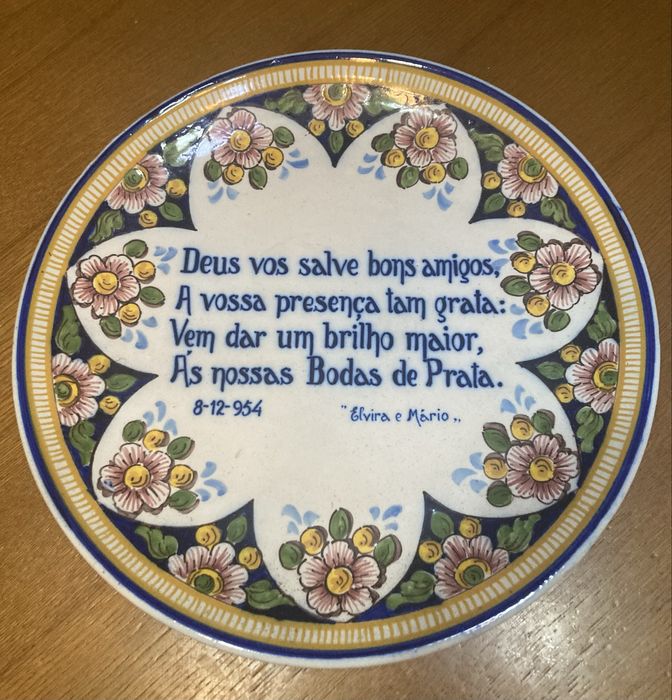 Deus vos salve bons amigos,
A vossa presença tam grata:
Vem dar um brilho maior,
Ás nossas Bodas de Prata.
8-12-954 "Elvira e Mário."